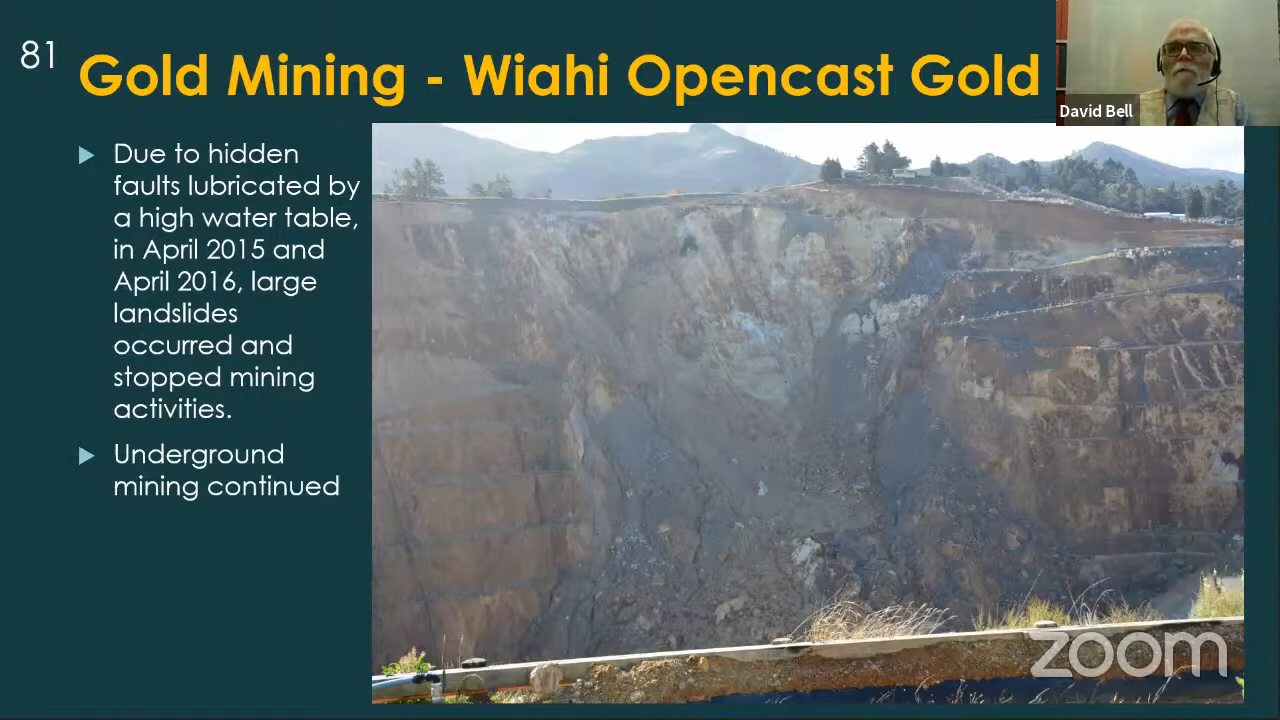 81
Gold Mining - Wiahi Opencast Gold
David Bell
Due to hidden
faults lubricated by
a high water table,
in April 2015 and
April 2016, large
landslides
occurred and
stopped mining
activities.
Underground
mining continued
zoom